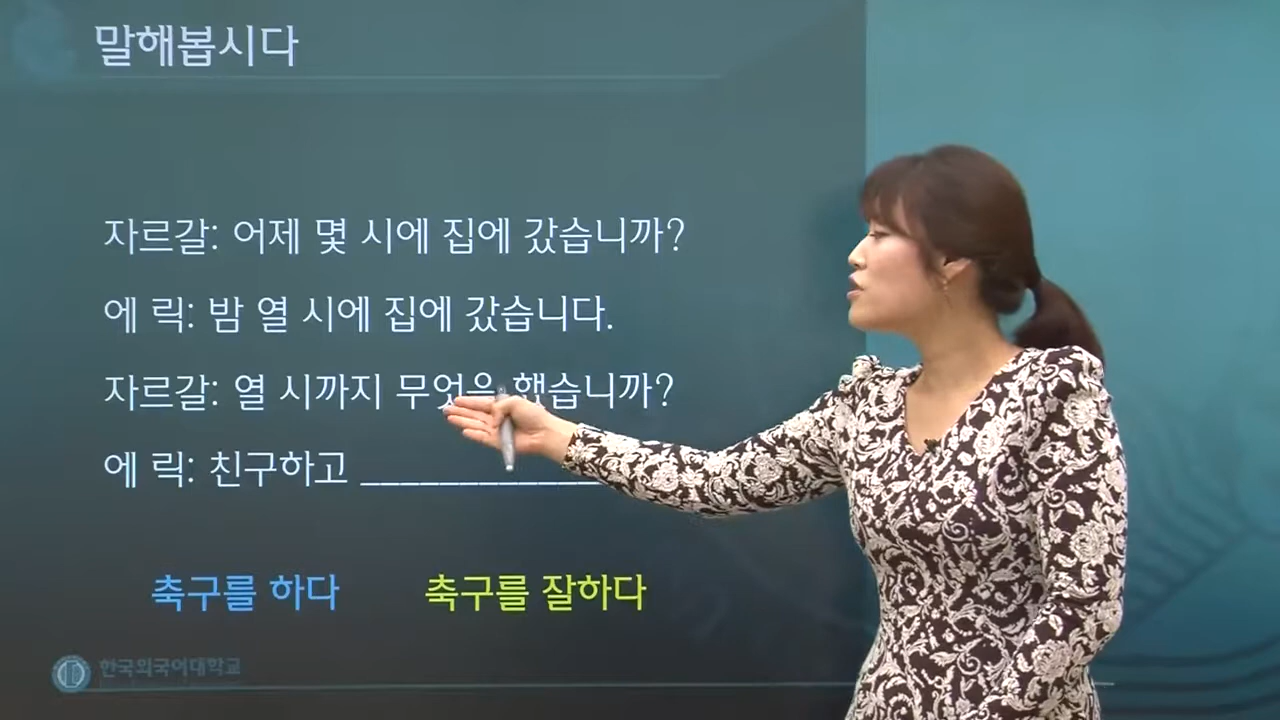 말해봅시다
자르갈: 어제 몇 시에 집에 갔습니까?
에 릭: 밤 열 시에 집에 갔습니다.
자르갈: 열 시까지 무엇을 했습니까?
에 릭: 친구하고 ____________
축구를 하다 축구를 잘하다
한국외국어대학교